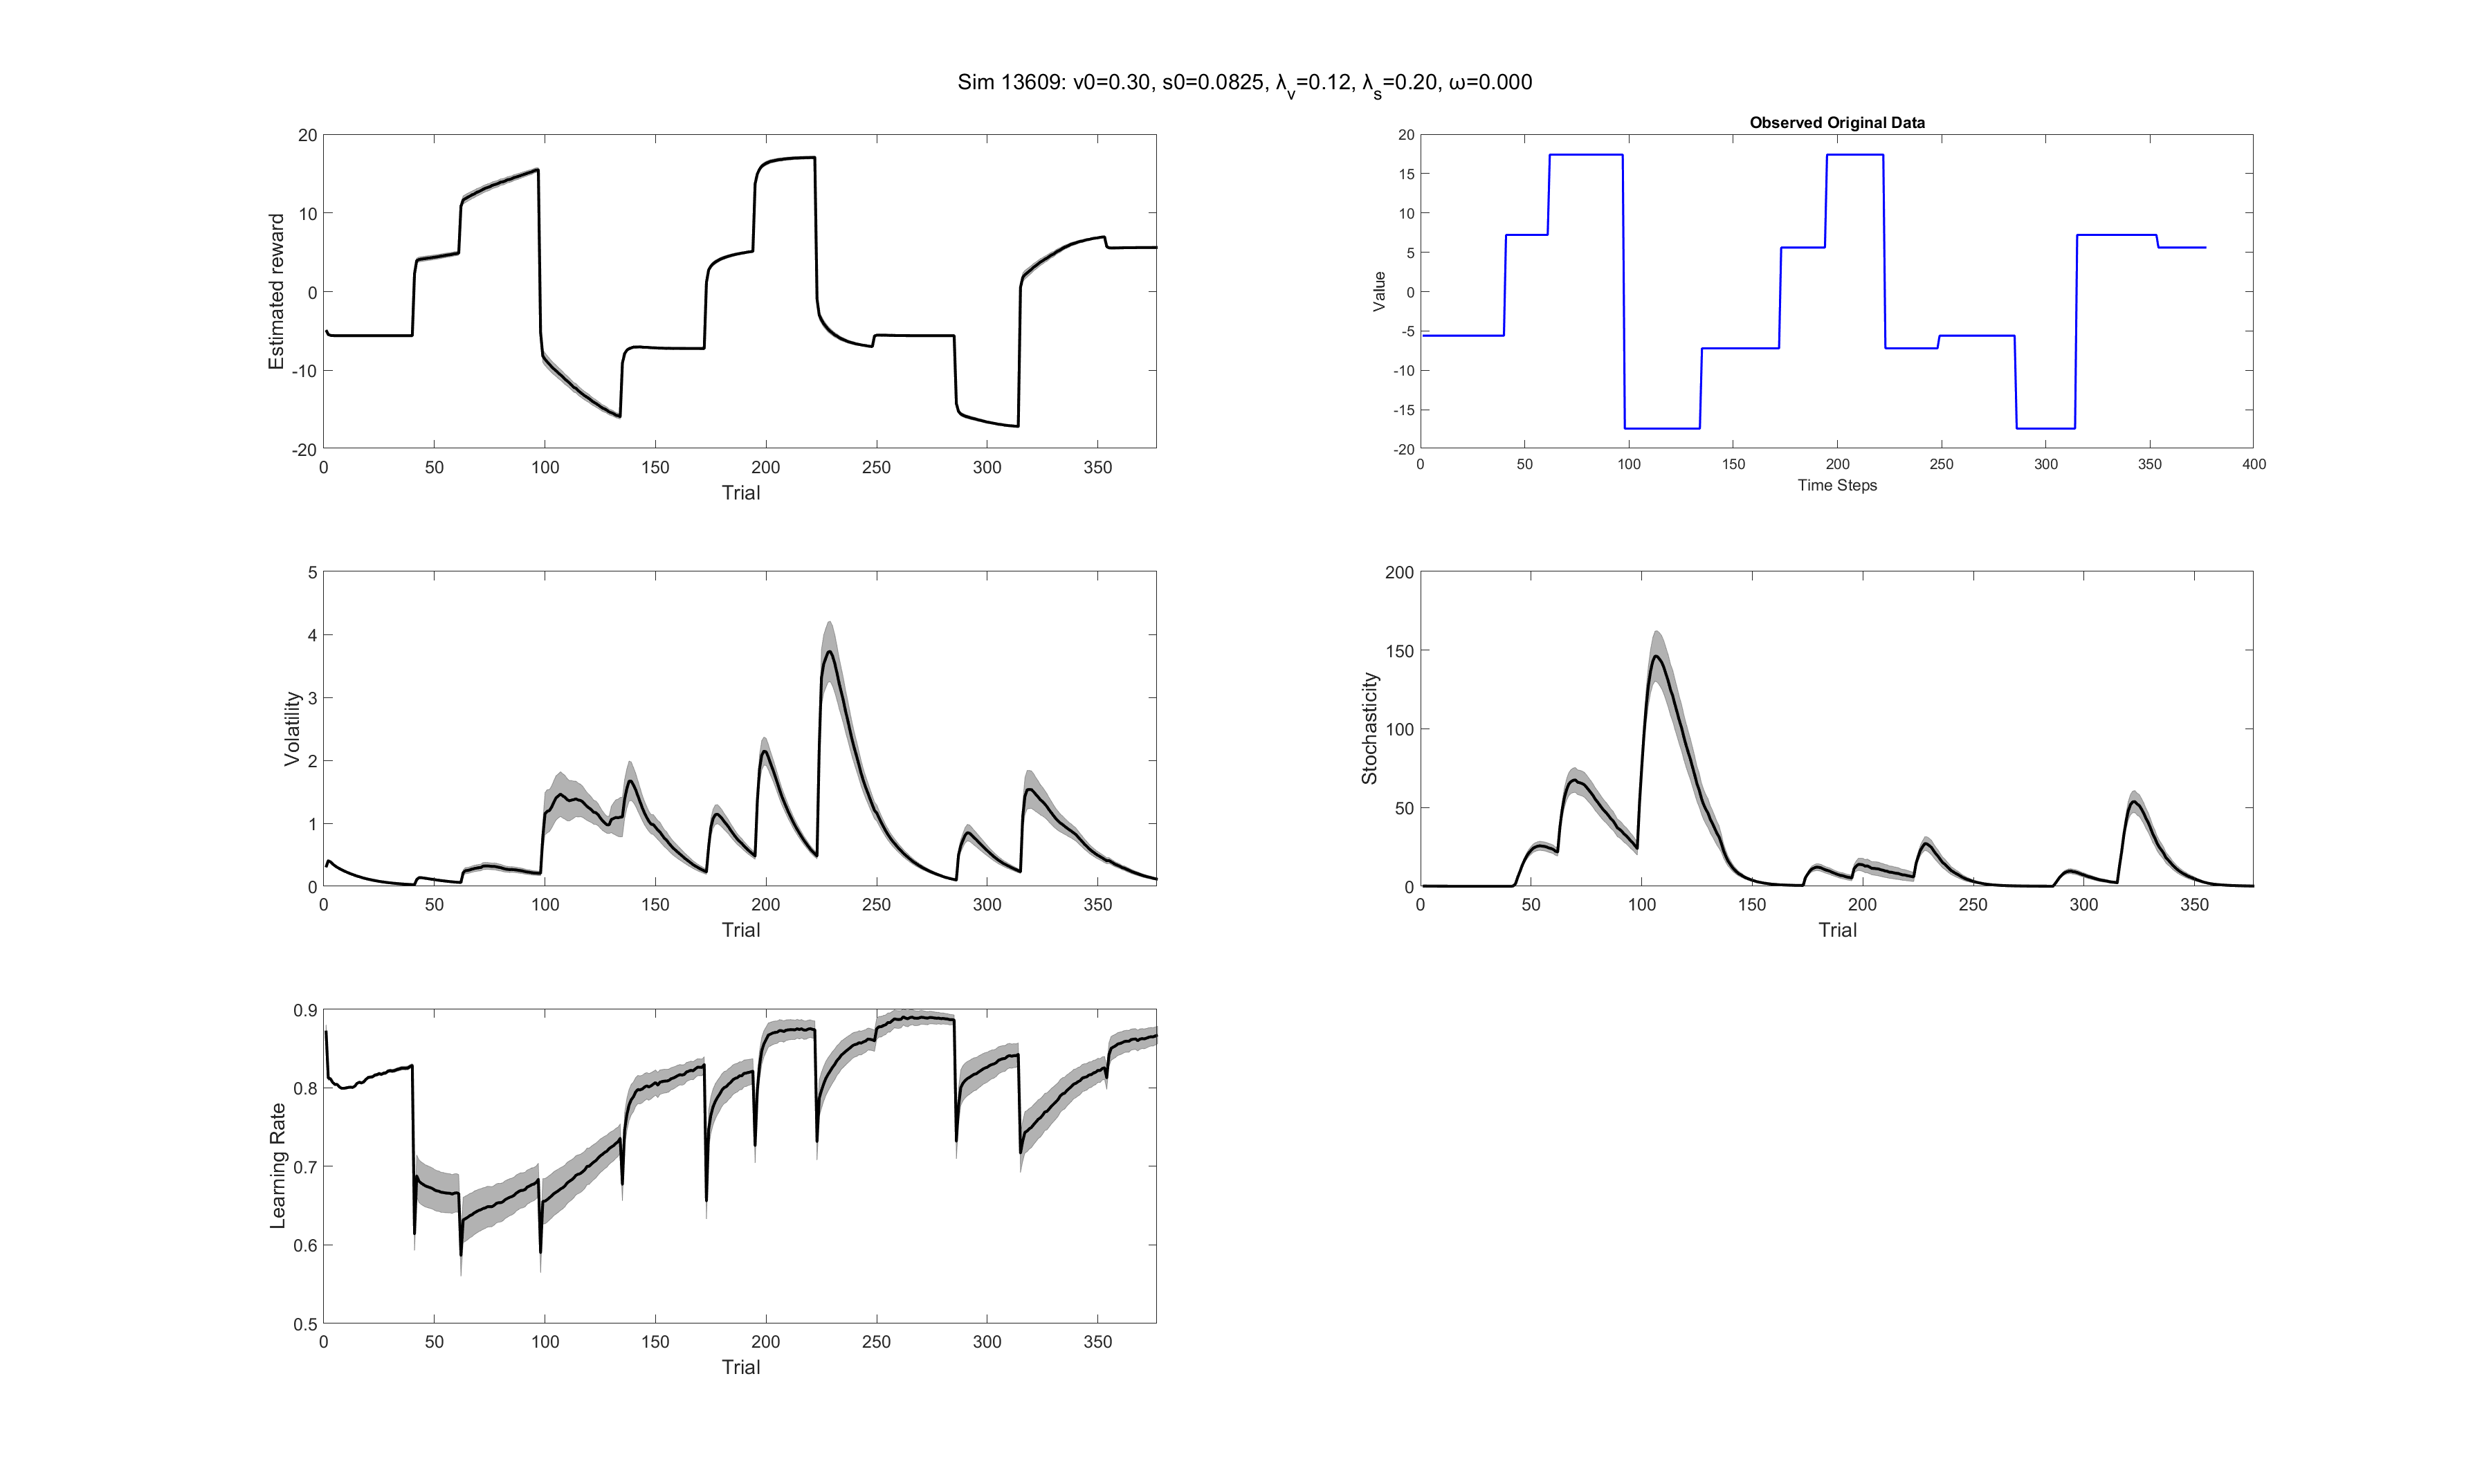 Sim 13609: v0=0.30, s0=0.0825, λv=0.12, λs=0.20, ω=0.000
Estimated reward
20
10
0
-10
-20
0 50 100 150 200 250 300 350
Trial
Observed Original Data
Value
20
15
10
5
0
-5
-10
-15
-20
0 50 100 150 200 250 300 350 400
Time Steps
Volatility
5
4
3
2
1
0
0 50 100 150 200 250 300 350
Trial
Stochasticity
200
150
100
50
0
0 50 100 150 200 250 300 350
Trial
Learning Rate
0.9
0.8
0.7
0.6
0.5
0 50 100 150 200 250 300 350
Trial